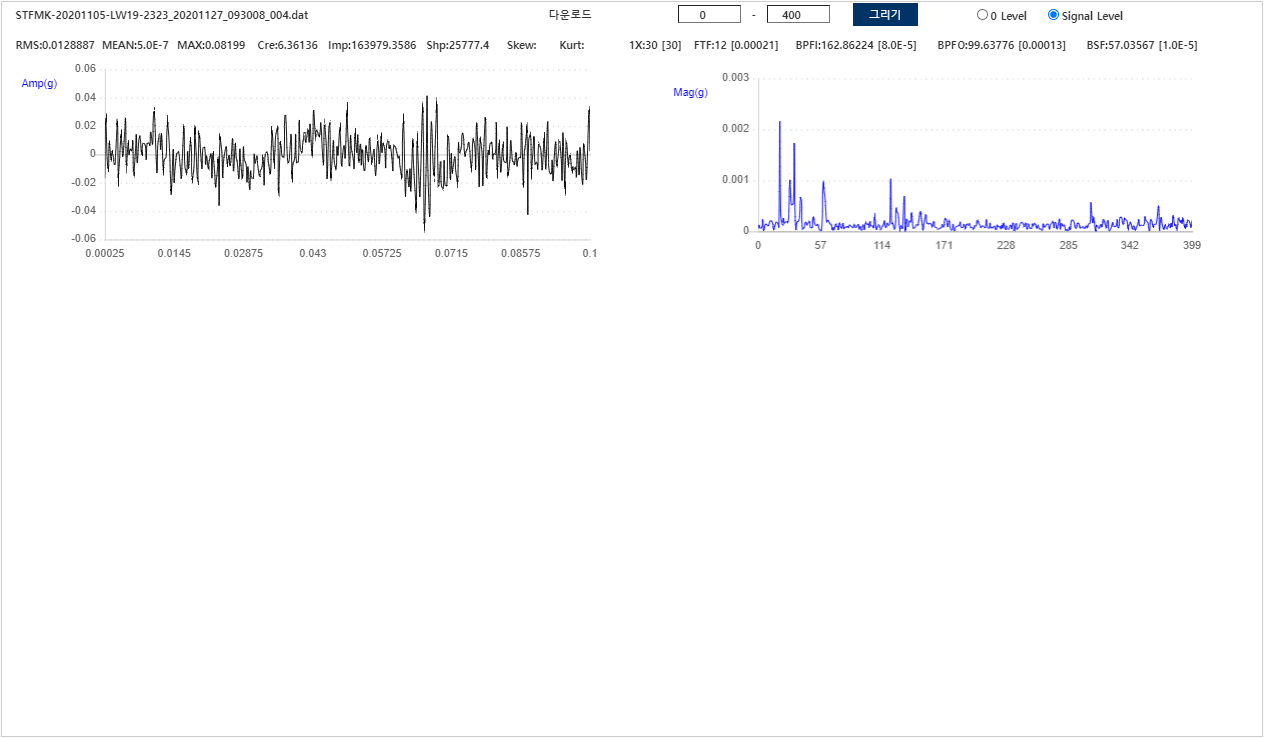 STFMK-20201105-LW19-2323_20201127_093008_004.dat 다운로드 0 - 400 그리기 0 Level Signal Level
RMS:0.0128887 MEAN:5.0E-7 MAX:0.08199 Cre:6.36136 Imp:163979.3586 Shp:25777.4 Skew: Kurt: 1X:30 [30] FTF:12 [0.00021] BPFI:162.86224 [8.0E-5] BPFO:99.63776 [0.00013] BSF:57.03567 [1.0E-5]
Amp(g)
0.06
0.04
0.02
0
-0.02
-0.04
-0.06
0.00025 0.0145 0.02875 0.043 0.05725 0.0715 0.08575 0.1
Mag(g)
0.003
0.002
0.001
0
0 57 114 171 228 285 342 399